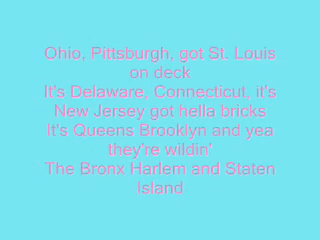 Ohio, Pittsburgh, got St. Louis
on deck
It's Delaware, Connecticut, it's
New Jersey got hella bricks
It's Queens Brooklyn and yea
they're wildin'
The Bronx Harlem and Staten
Island